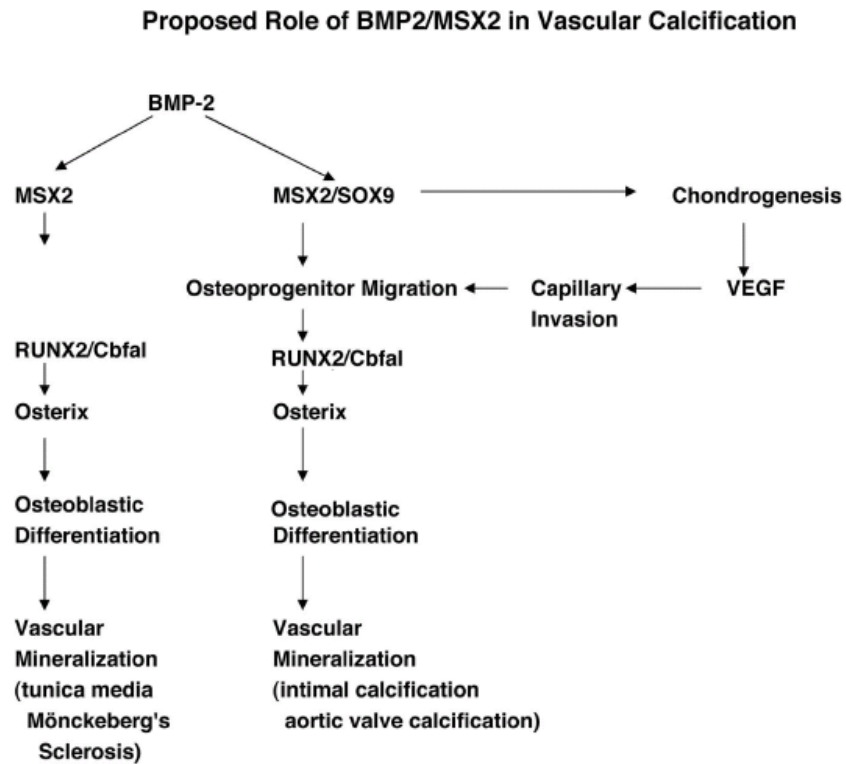 Proposed Role of BMP2/MSX2 in Vascular Calcification
BMP-2
MSX2
MSX2/SOX9
Chondrogenesis
Osteoprogenitor Migration
Capillary
Invasion
VEGF
RUNX2/Cbfal
RUNX2/Cbfal
Osterix
Osterix
Osteoblastic
Differentiation
Osteoblastic
Differentiation
Vascular
Mineralization
(tunica media
Mönckeberg's
Sclerosis)
Vascular
Mineralization
(intimal calcification
aortic valve calcification)